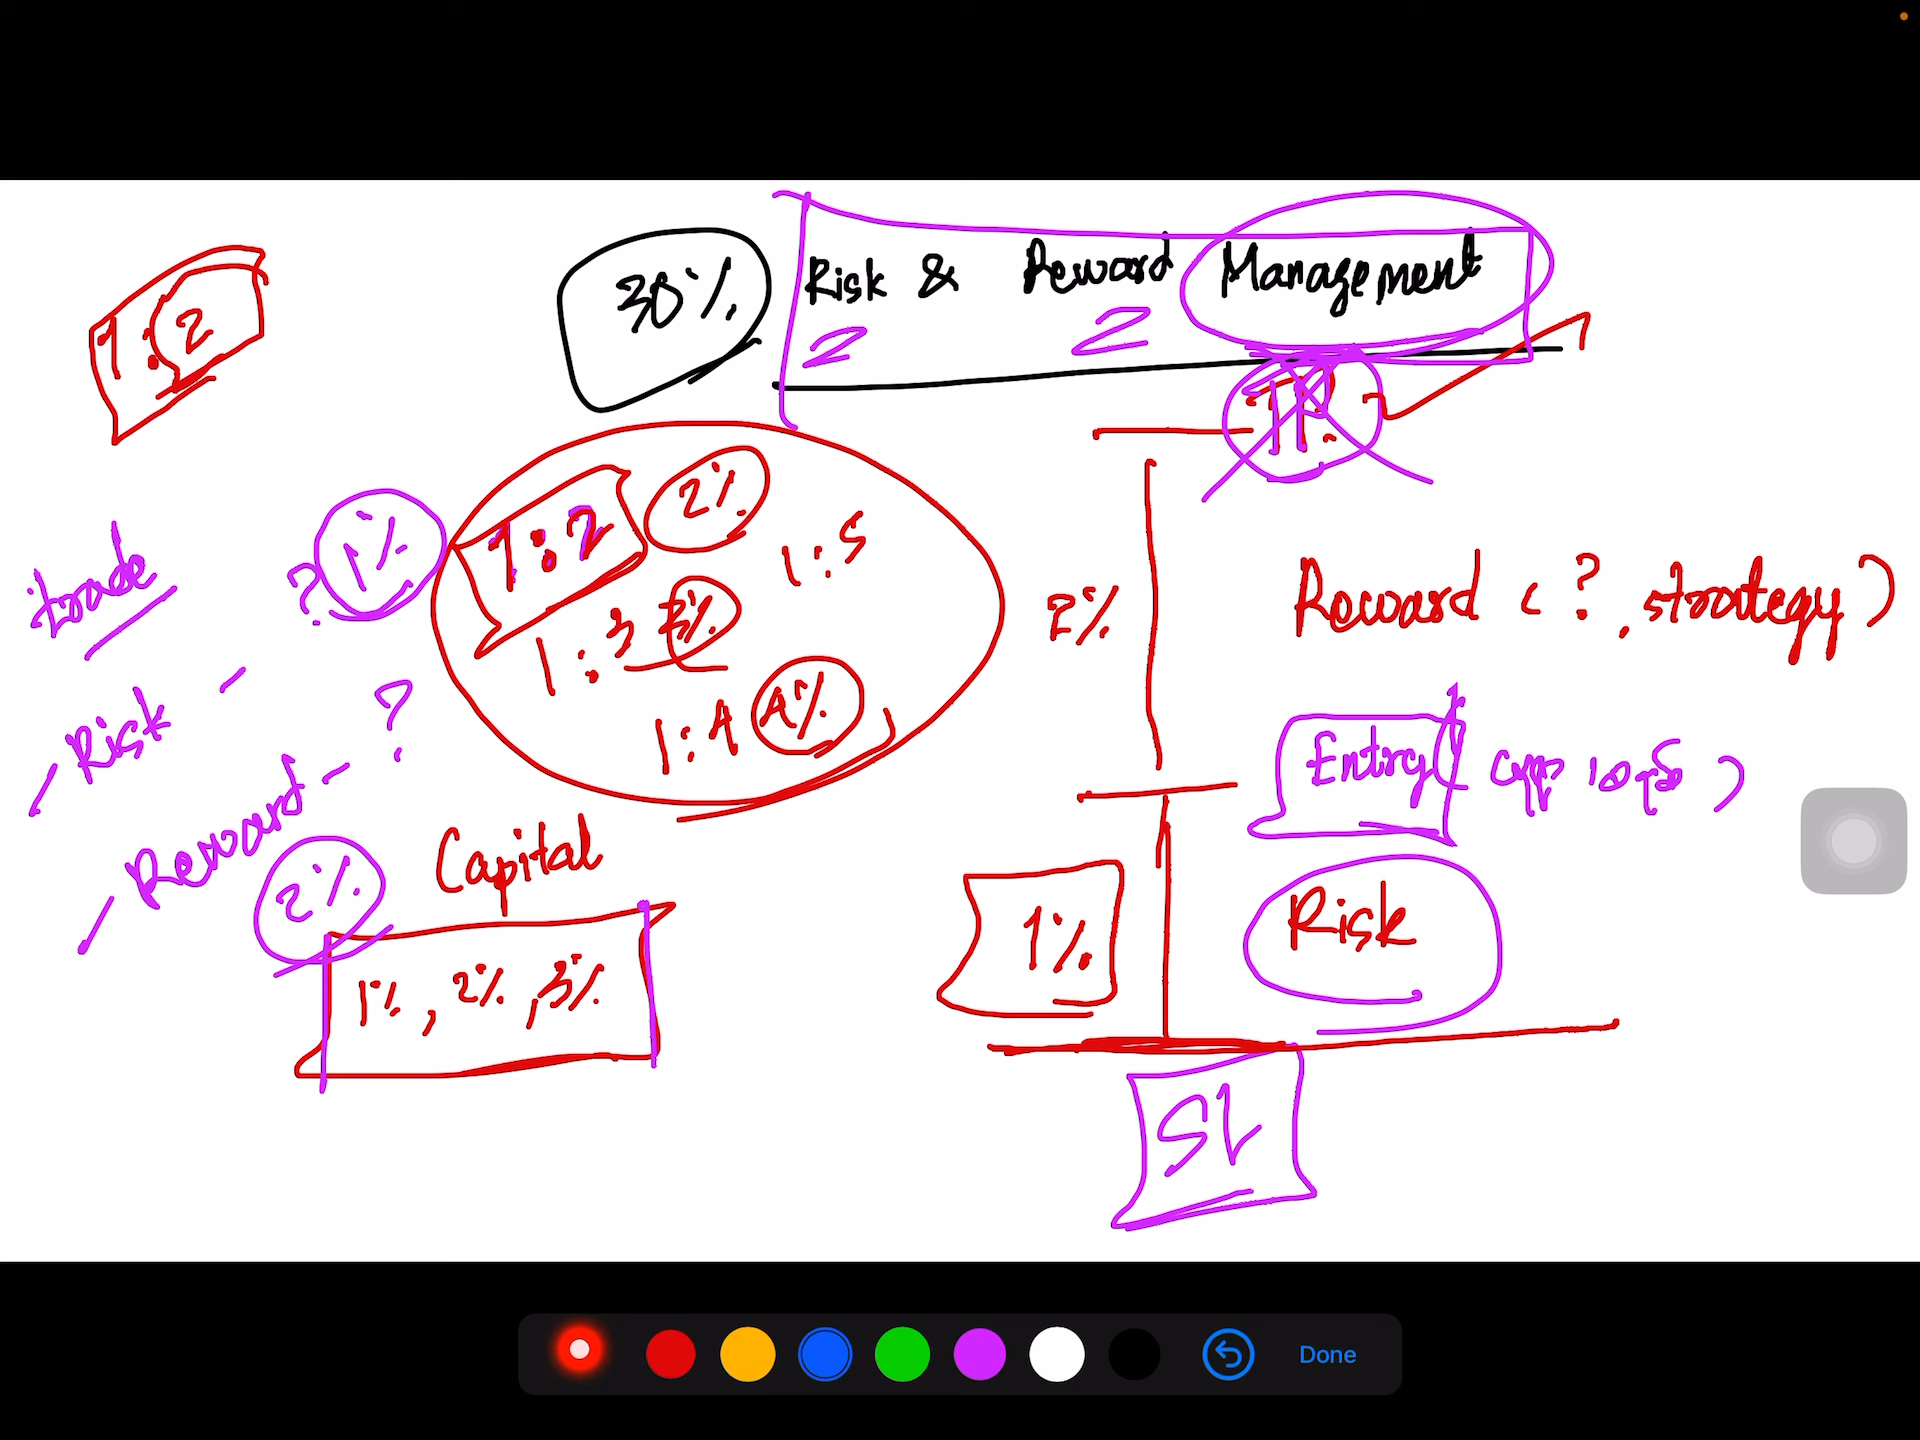 30% Risk & Reward Management
1:2
1:2 2%
1:5
1:3 3%
1:4 4%
trade
? 1%
Risk -
Reward - ?
2%
Capital
1%, 2%, 3%
2%
Reward ( ? , strategy )
Entry
1%
Risk
SL
Done